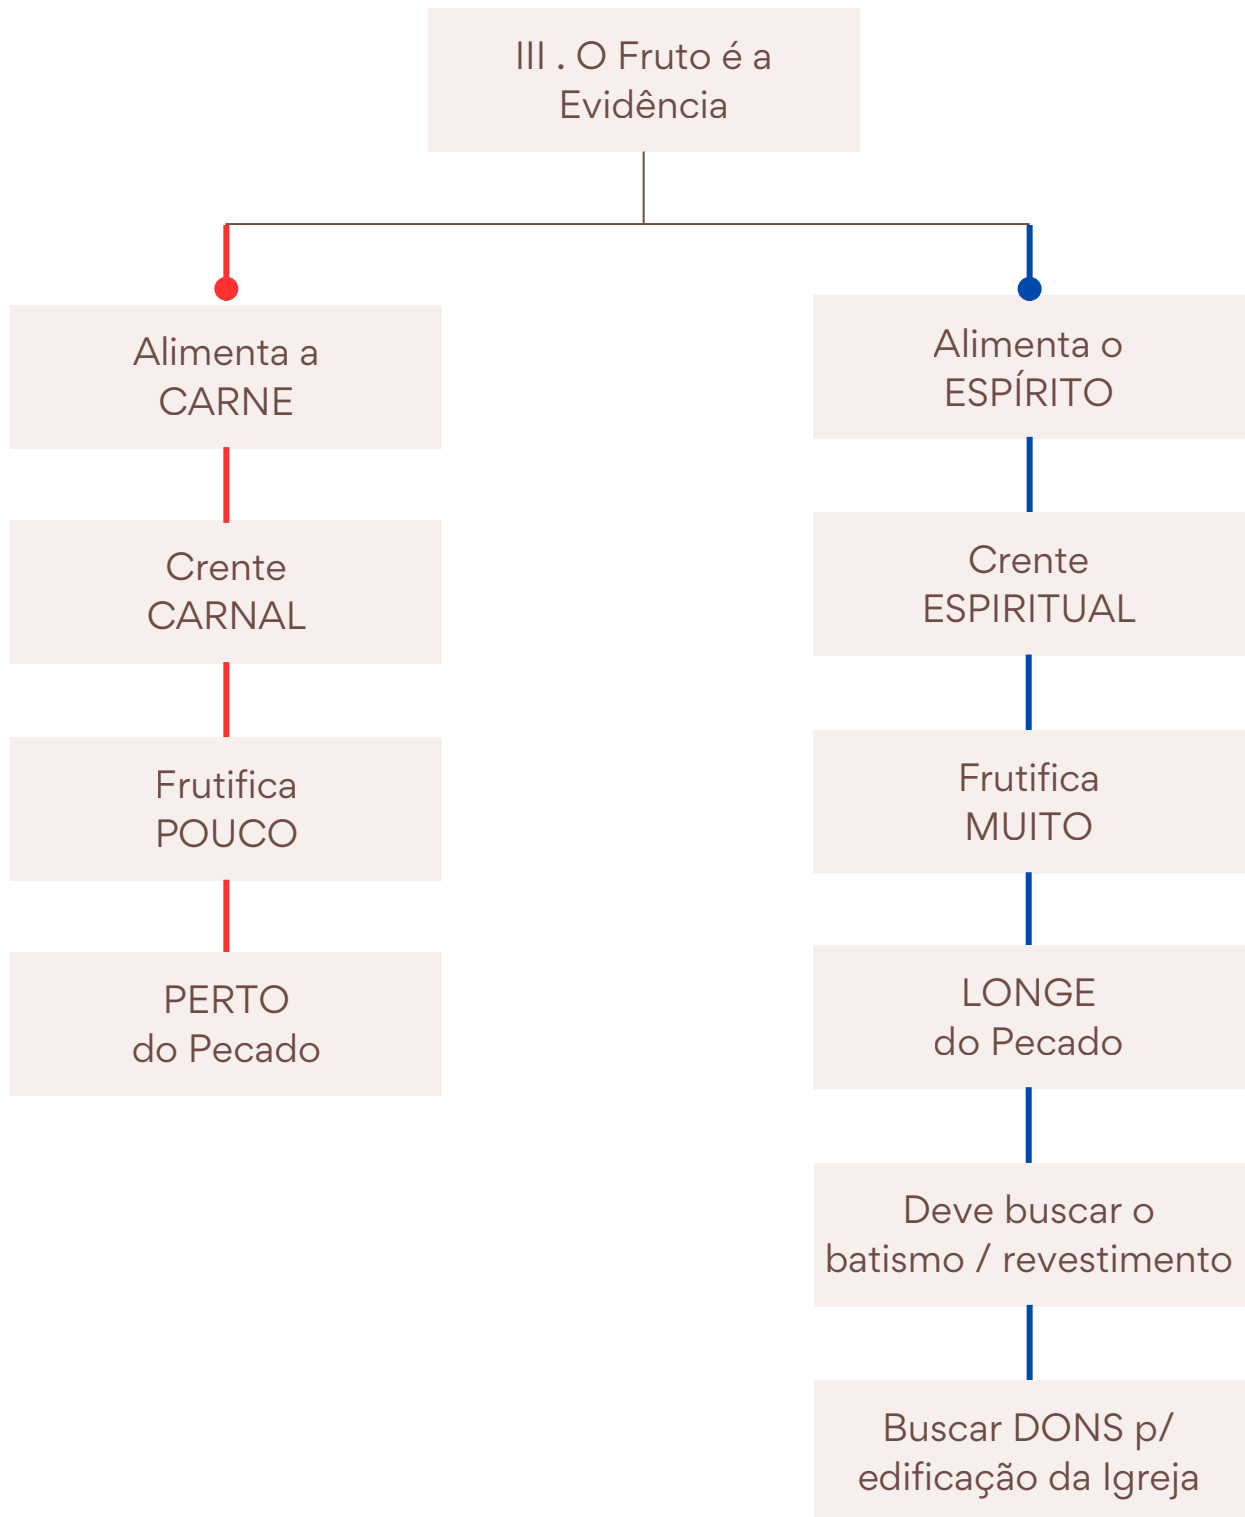 III . O Fruto é a
Evidência
Alimenta a
CARNE
Crente
CARNAL
Frutifica
POUCO
PERTO
do Pecado
Alimenta o
ESPÍRITO
Crente
ESPIRITUAL
Frutifica
MUITO
LONGE
do Pecado
Deve buscar o
batismo / revestimento
Buscar DONS p/
edificação da Igreja